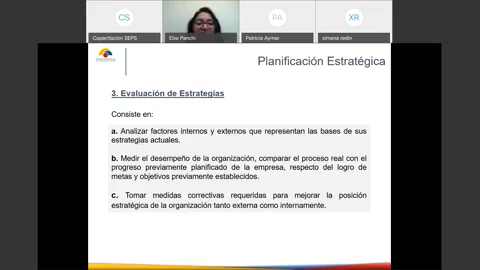 CS
PA
XR
Capacitación SEPS
Elsa Panchi
Patricia Aymar
ximena redin
Planificación Estratégica
3. Evaluación de Estrategias
Consiste en:
a. Analizar factores internos y externos que representan las bases de sus
estrategias actuales.
b. Medir el desempeño de la organización, comparar el proceso real con el
progreso previamente planificado de la empresa, respecto del logro de
metas y objetivos previamente establecidos.
c. Tomar medidas correctivas requeridas para mejorar la posición
estratégica de la organización tanto externa como internamente.